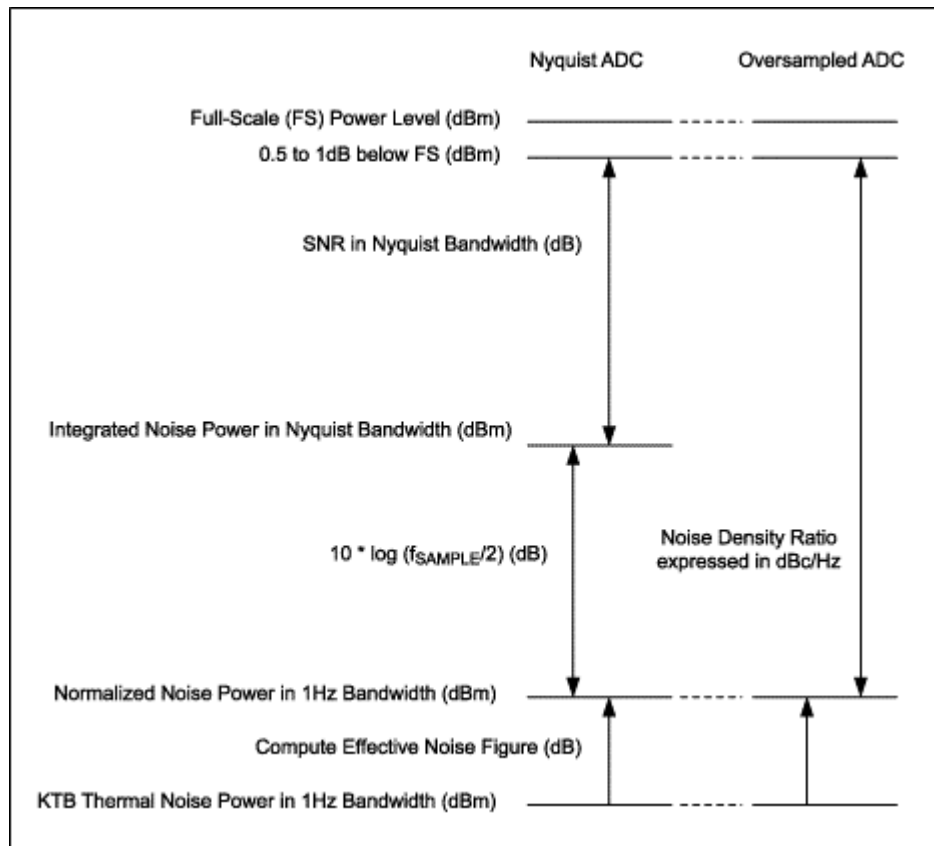 Nyquist ADC Oversampled ADC
Full-Scale (FS) Power Level (dBm)
0.5 to 1dB below FS (dBm)
SNR in Nyquist Bandwidth (dB)
Integrated Noise Power in Nyquist Bandwidth (dBm)
10 * log (fSAMPLE/2) (dB)
Noise Density Ratio
expressed in dBc/Hz
Normalized Noise Power in 1Hz Bandwidth (dBm)
Compute Effective Noise Figure (dB)
KTB Thermal Noise Power in 1Hz Bandwidth (dBm)